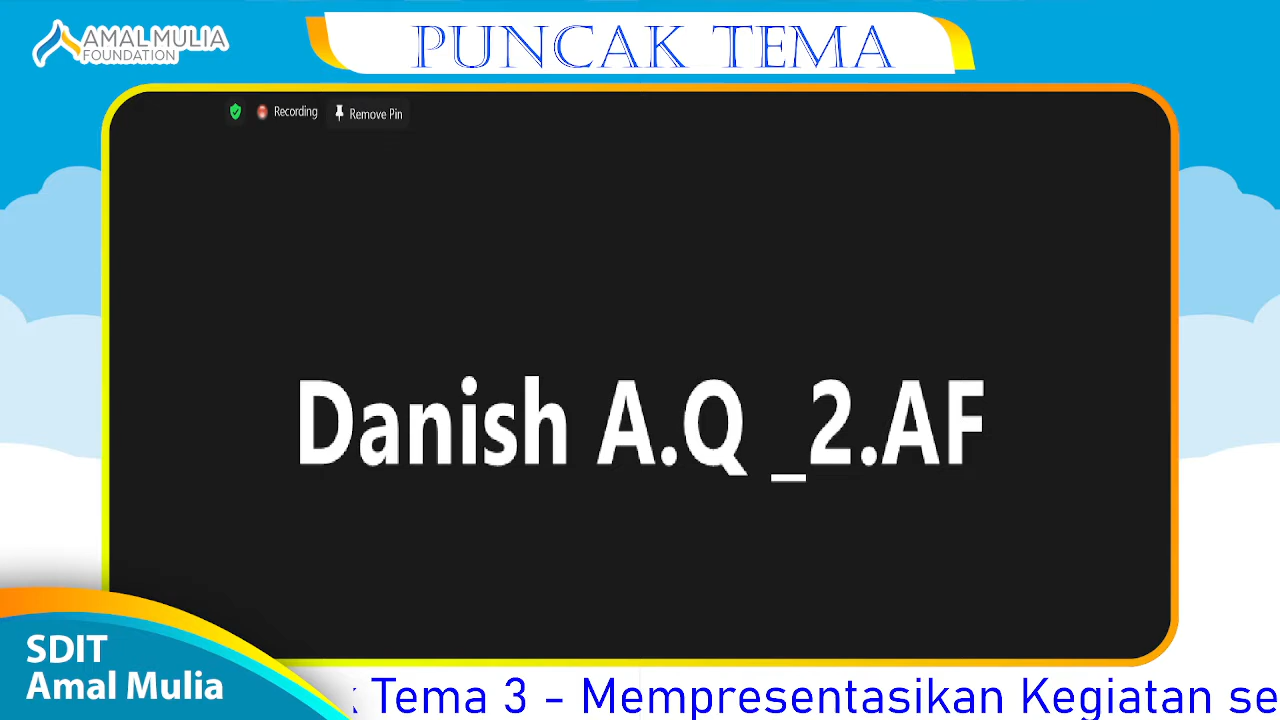 AMAL MULIA
FOUNDATION
PUNCAK TEMA
Recording
Remove Pin
Danish A.Q _2.AF
SDIT
Amal Mulia
Tema 3 - Mempresentasikan Kegiatan se